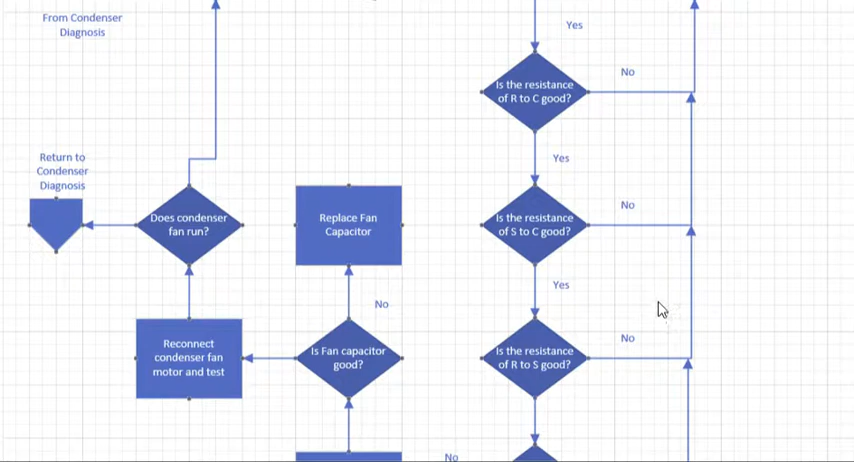 From Condenser
Diagnosis
Yes
Is the resistance
of R to C good?
No
Yes
Return to
Condenser
Diagnosis
Does condenser
fan run?
Replace Fan
Capacitor
Is the resistance
of S to C good?
No
Yes
No
Reconnect
condenser fan
motor and test
Is Fan capacitor
good?
Is the resistance
of R to S good?
No
No